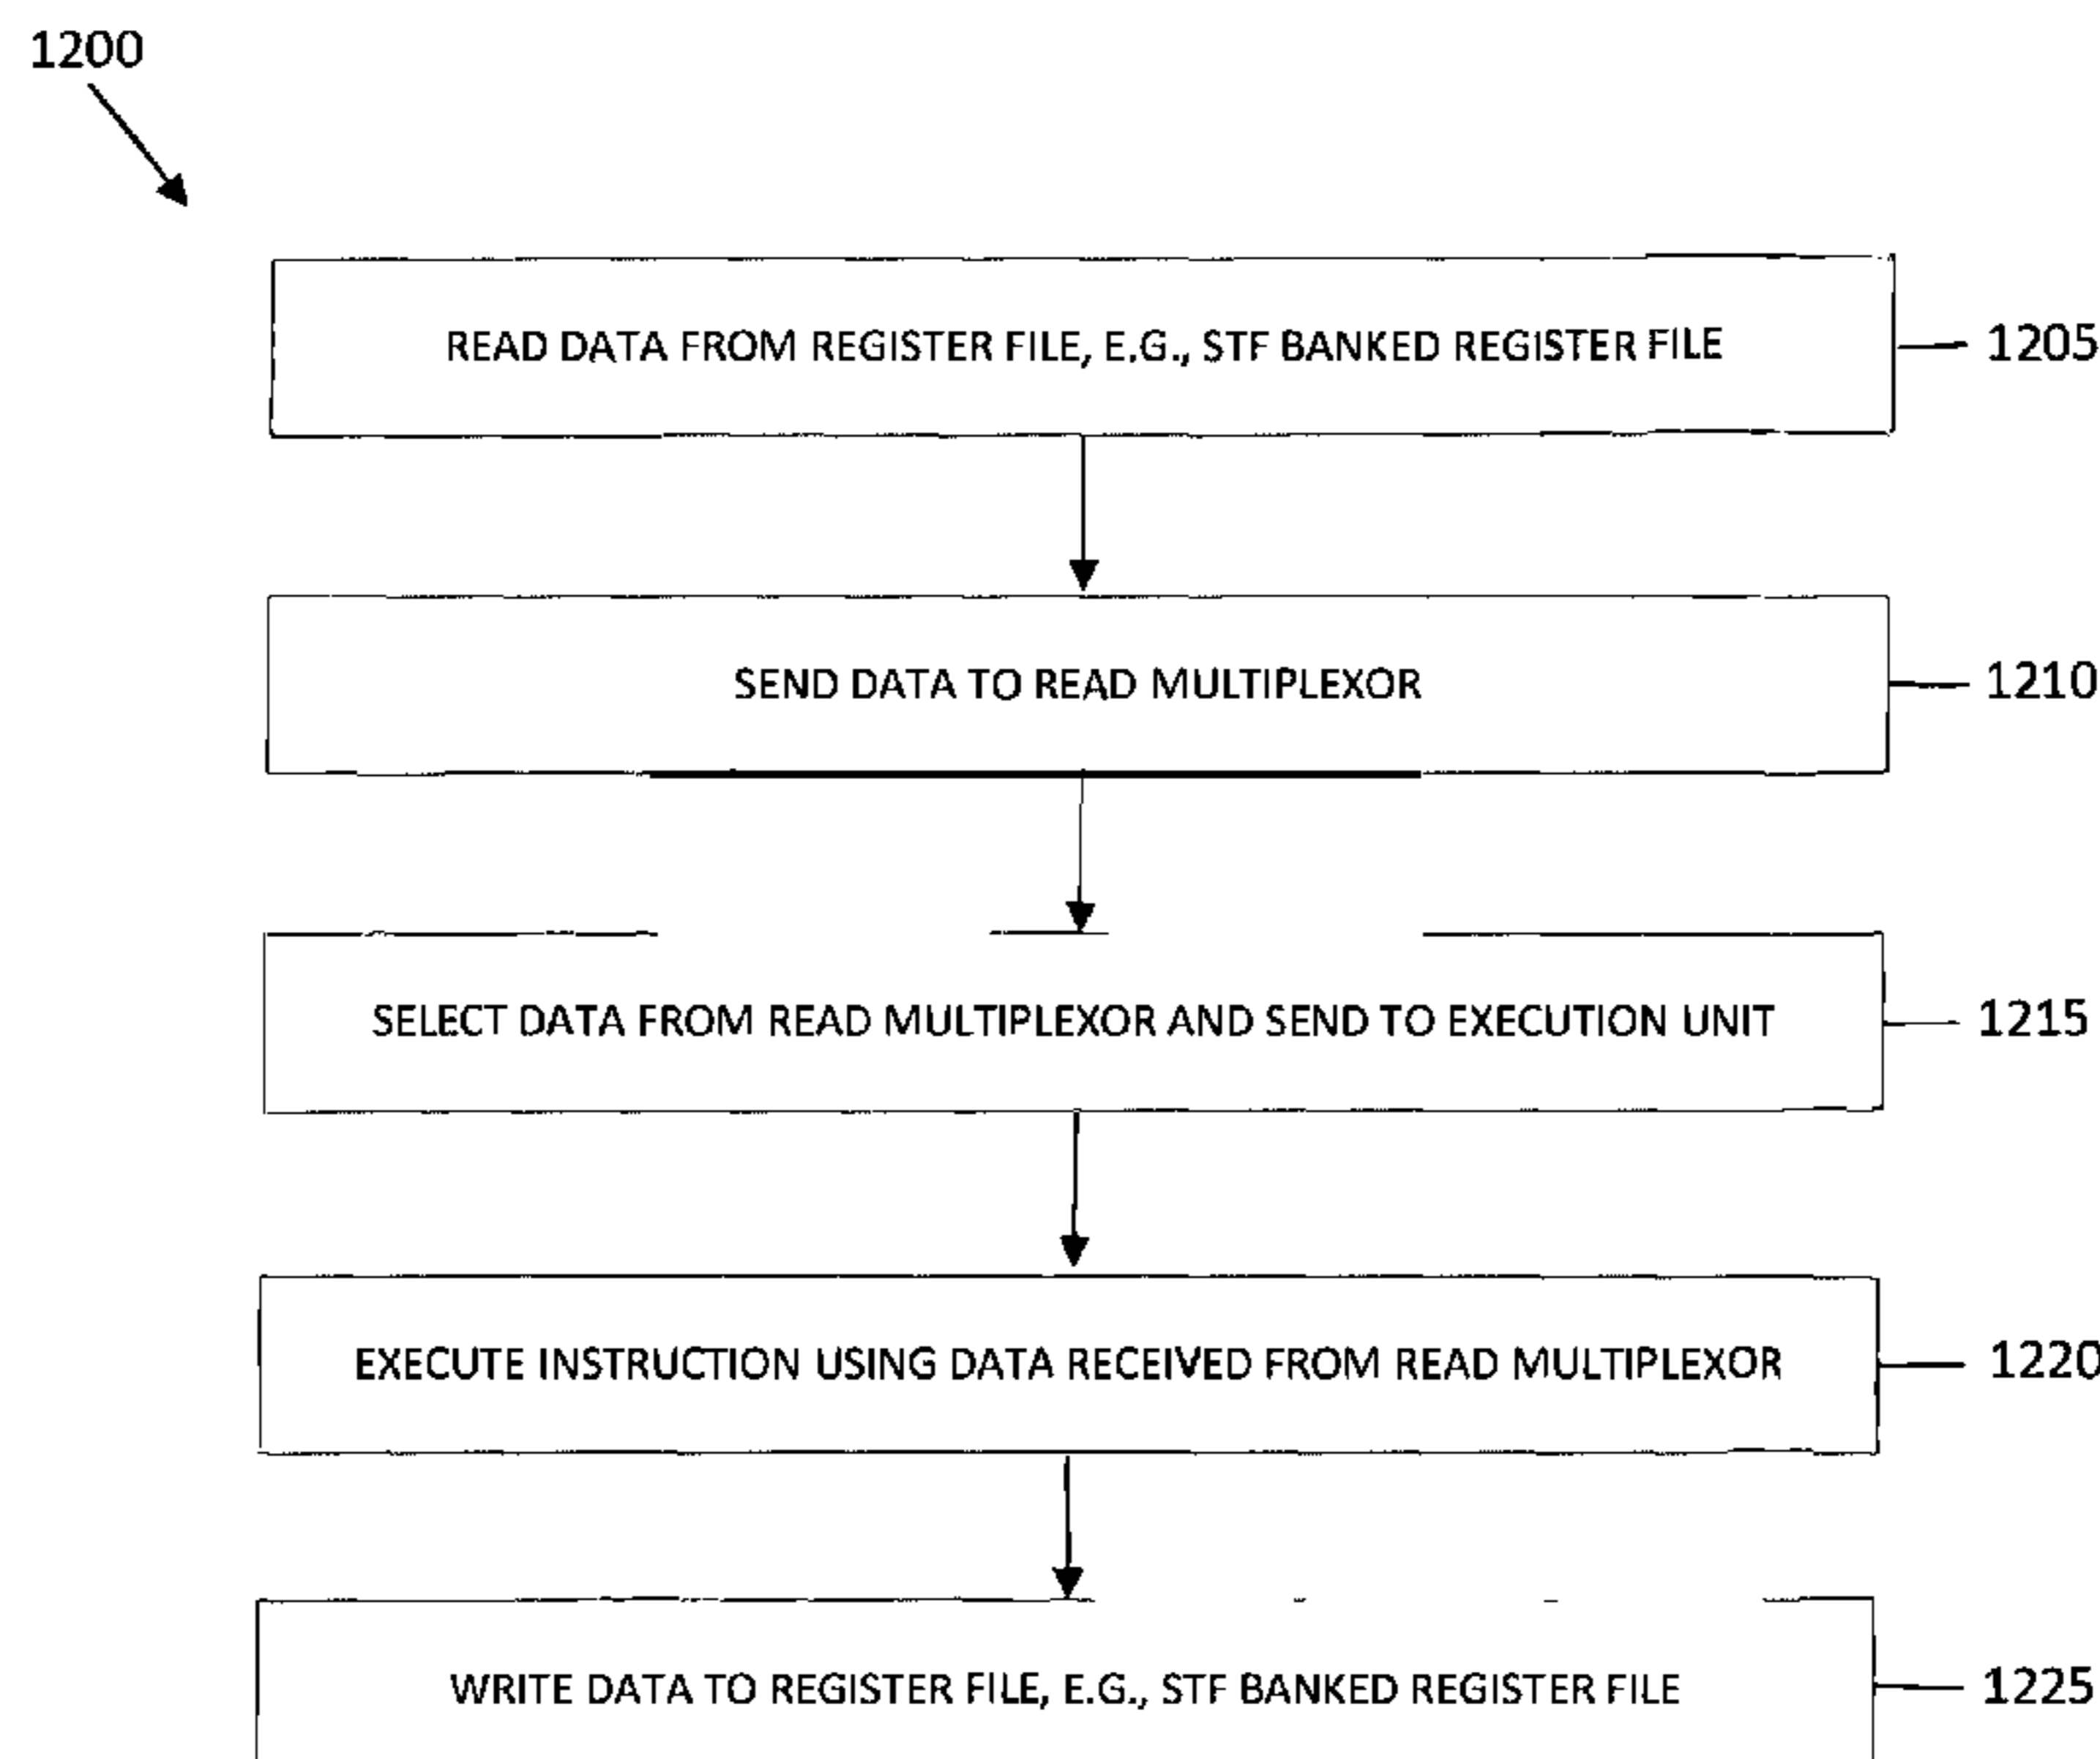 1200
READ DATA FROM REGISTER FILE, E.G., STF BANKED REGISTER FILE
1205
SEND DATA TO READ MULTIPLEXOR
1210
SELECT DATA FROM READ MULTIPLEXOR AND SEND TO EXECUTION UNIT
1215
EXECUTE INSTRUCTION USING DATA RECEIVED FROM READ MULTIPLEXOR
1220
WRITE DATA TO REGISTER FILE, E.G., STF BANKED REGISTER FILE
1225